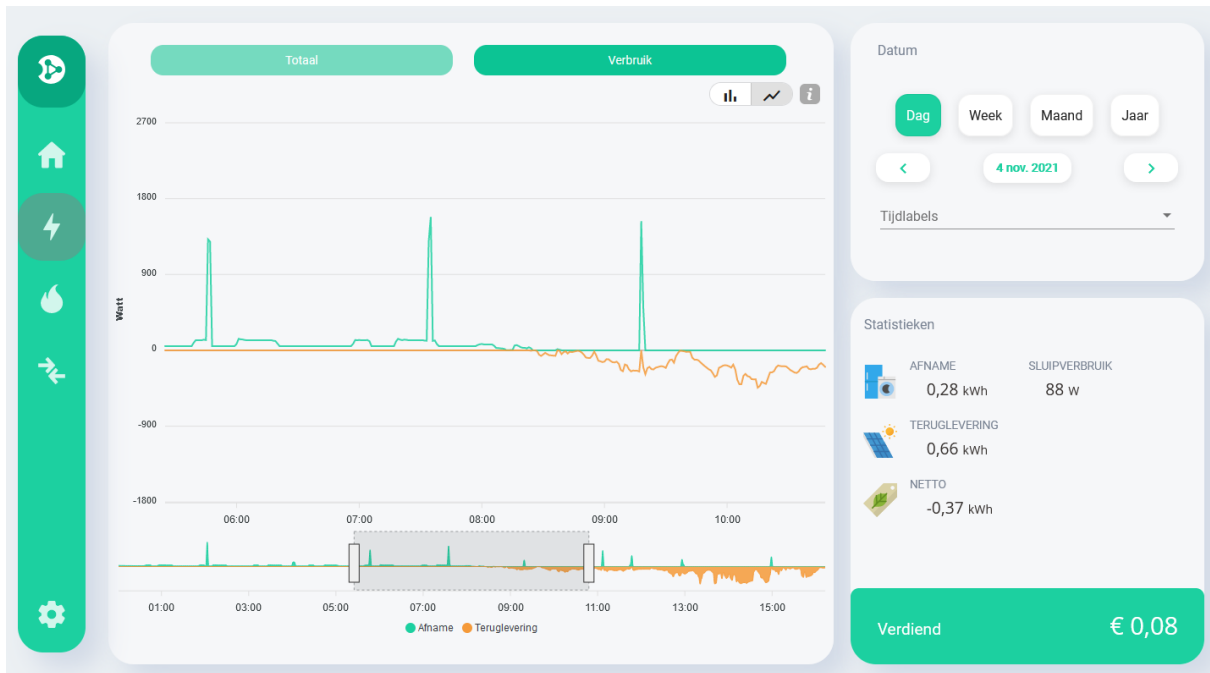 Totaal
Verbruik
i
2700
1800
900
0
-900
-1800
Watt
06:00 07:00 08:00 09:00 10:00
01:00 03:00 05:00 07:00 09:00 11:00 13:00 15:00
Afname Teruglevering
Datum
Dag Week Maand Jaar
4 nov. 2021
Tijdlabels
Statistieken
AFNAME SLUIPVERBRUIK
0,28 kWh 88 W
TERUGLEVERING
0,66 kWh
NETTO
-0,37 kWh
Verdiend € 0,08